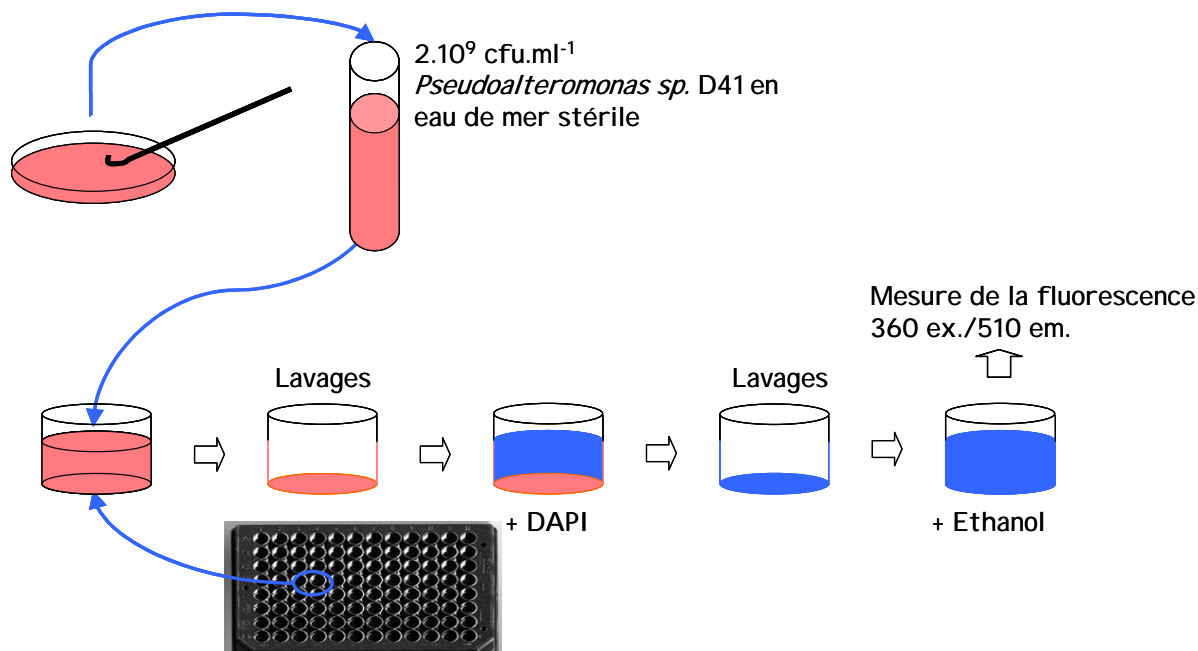 2.10⁹ cfu.ml⁻¹
Pseudoalteromonas sp. D41 en
eau de mer stérile
Mesure de la fluorescence
360 ex./510 em.
Lavages
Lavages
+ DAPI
+ Ethanol